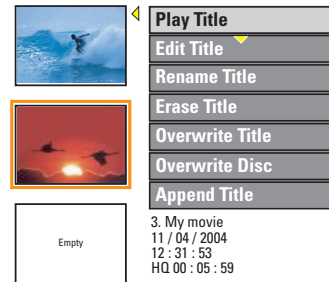 Play Title
Edit Title
Rename Title
Erase Title
Overwrite Title
Overwrite Disc
Append Title
Empty
3. My movie
11 / 04 / 2004
12 : 31 : 53
HQ 00 : 05 : 59